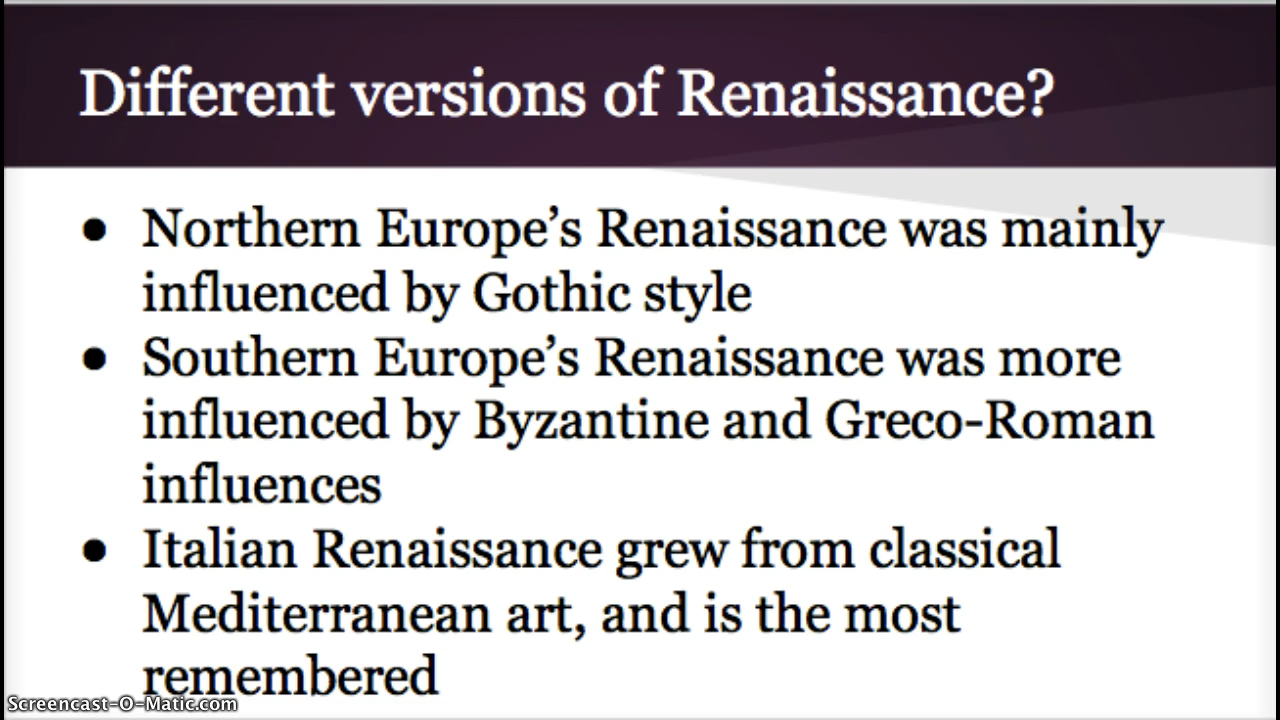 Different versions of Renaissance?
● Northern Europe’s Renaissance was mainly
influenced by Gothic style
● Southern Europe’s Renaissance was more
influenced by Byzantine and Greco-Roman
influences
● Italian Renaissance grew from classical
Mediterranean art, and is the most
remembered
Screencast-O-Matic.com